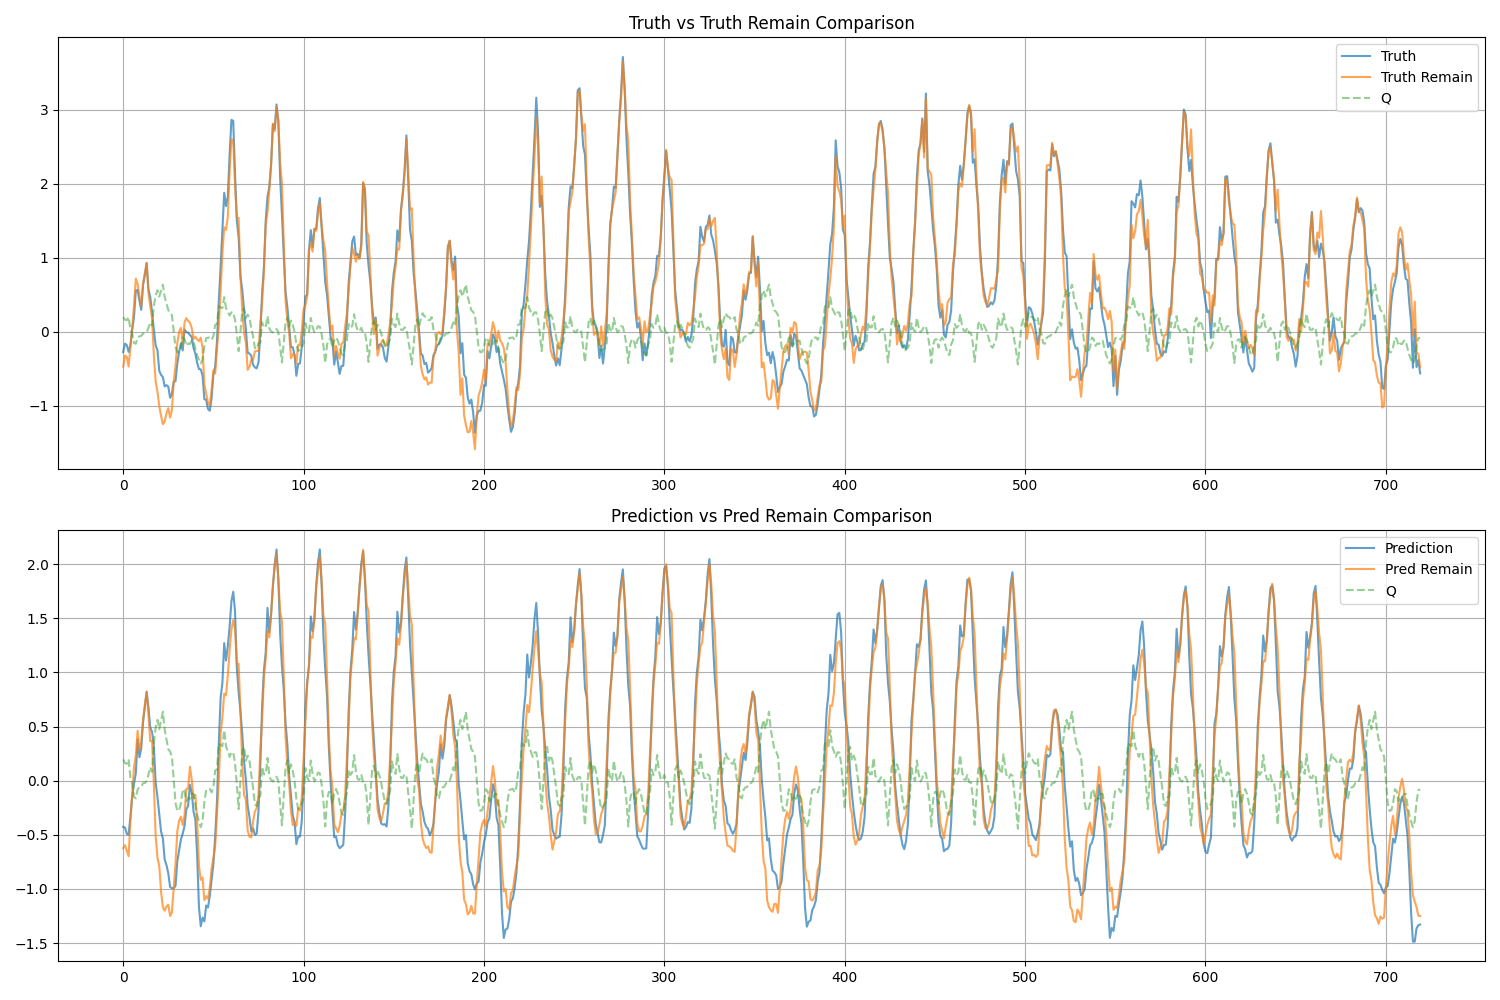 Truth vs Truth Remain Comparison
Truth
Truth Remain
Q
3
2
1
0
−1
0 100 200 300 400 500 600 700
Prediction vs Pred Remain Comparison
Prediction
Pred Remain
Q
2.0
1.5
1.0
0.5
0.0
−0.5
−1.0
−1.5
0 100 200 300 400 500 600 700